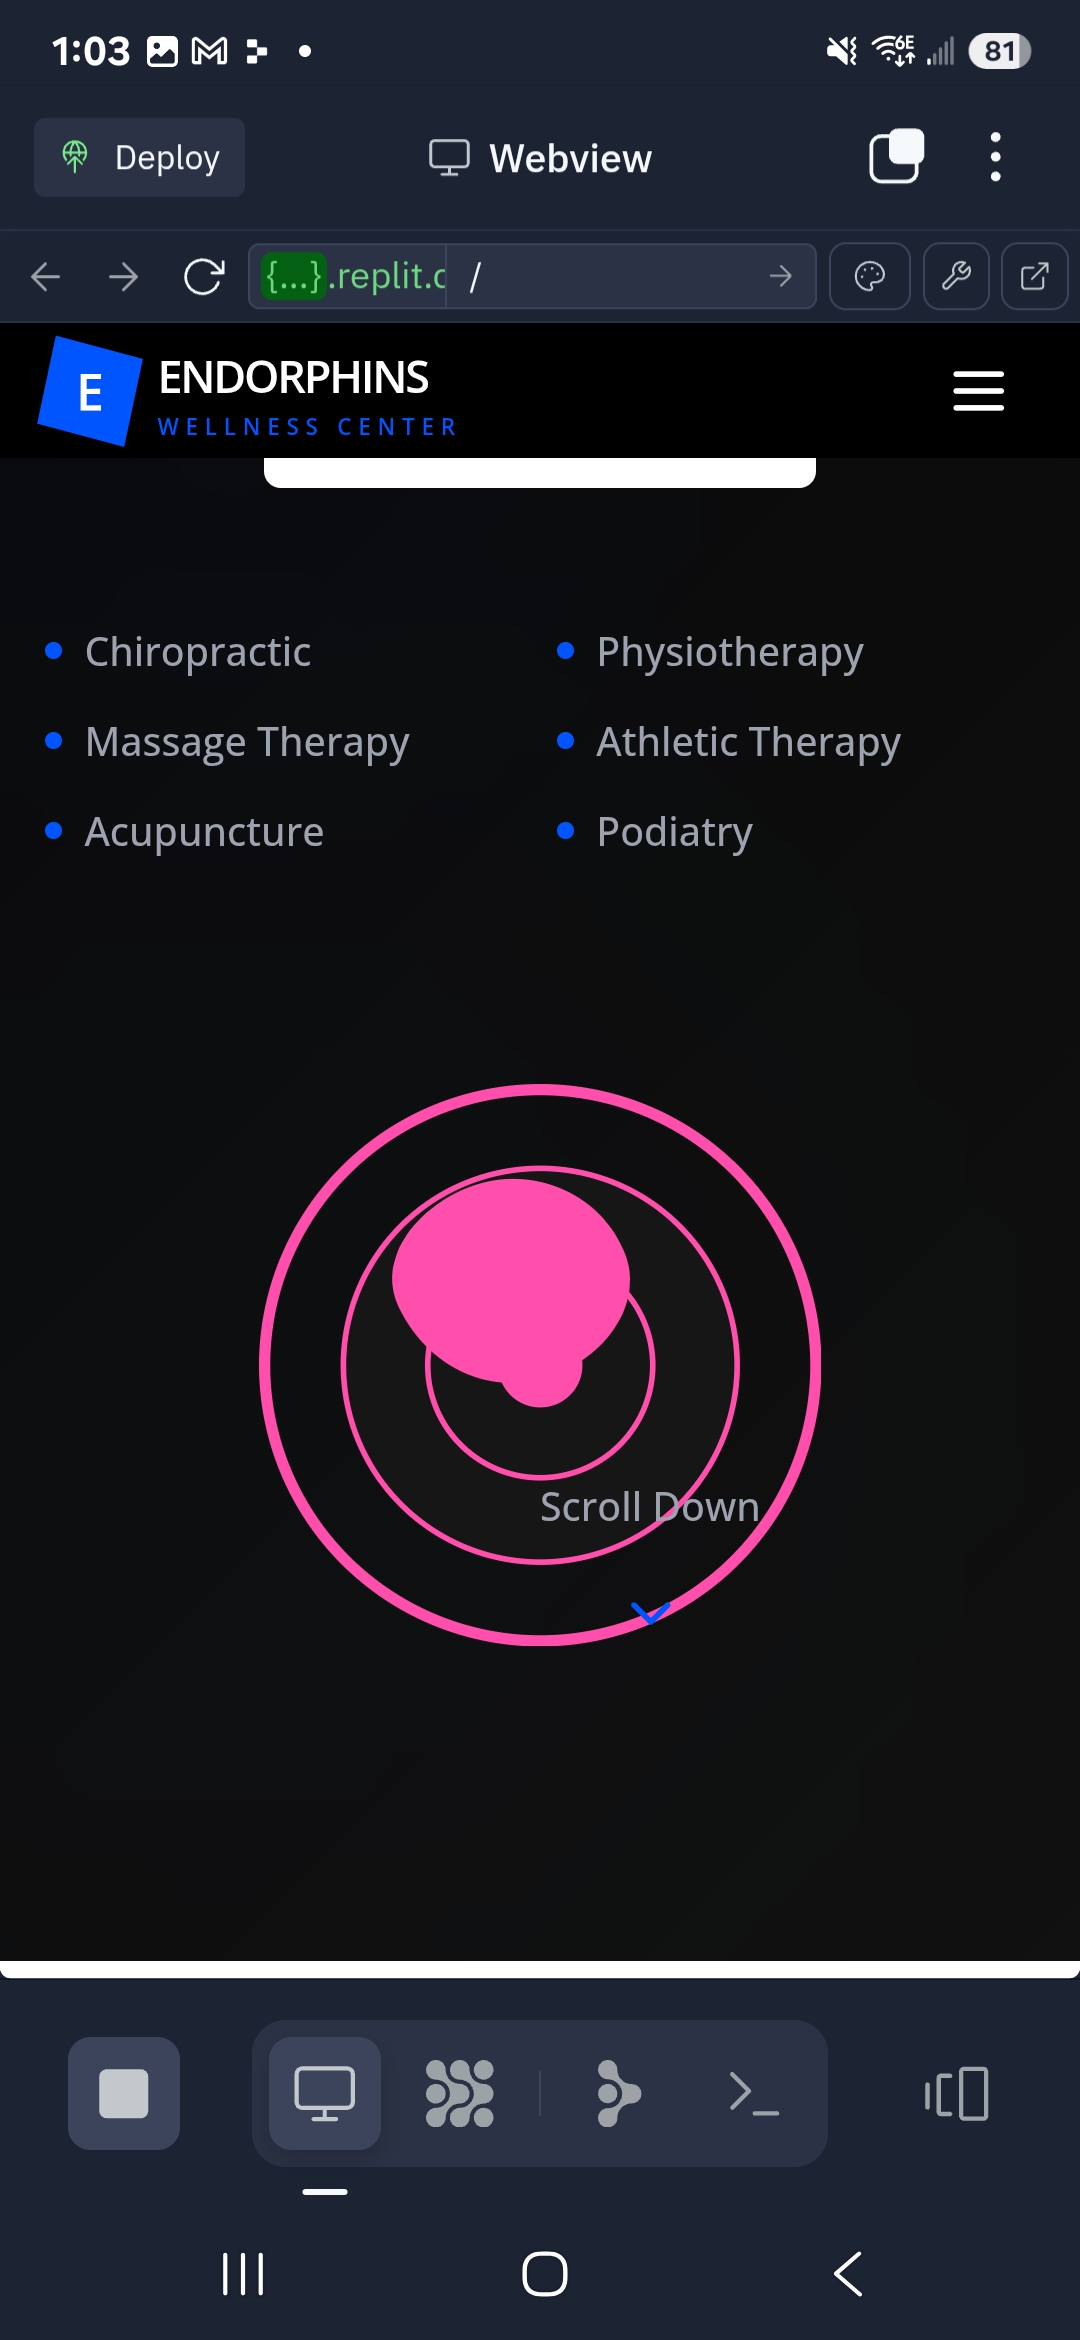 1:03
6E
81
Deploy
Webview
{...}.replit.c
/
E
ENDORPHINS
WELLNESS CENTER
Chiropractic
Physiotherapy
Massage Therapy
Athletic Therapy
Acupuncture
Podiatry
Scroll Down